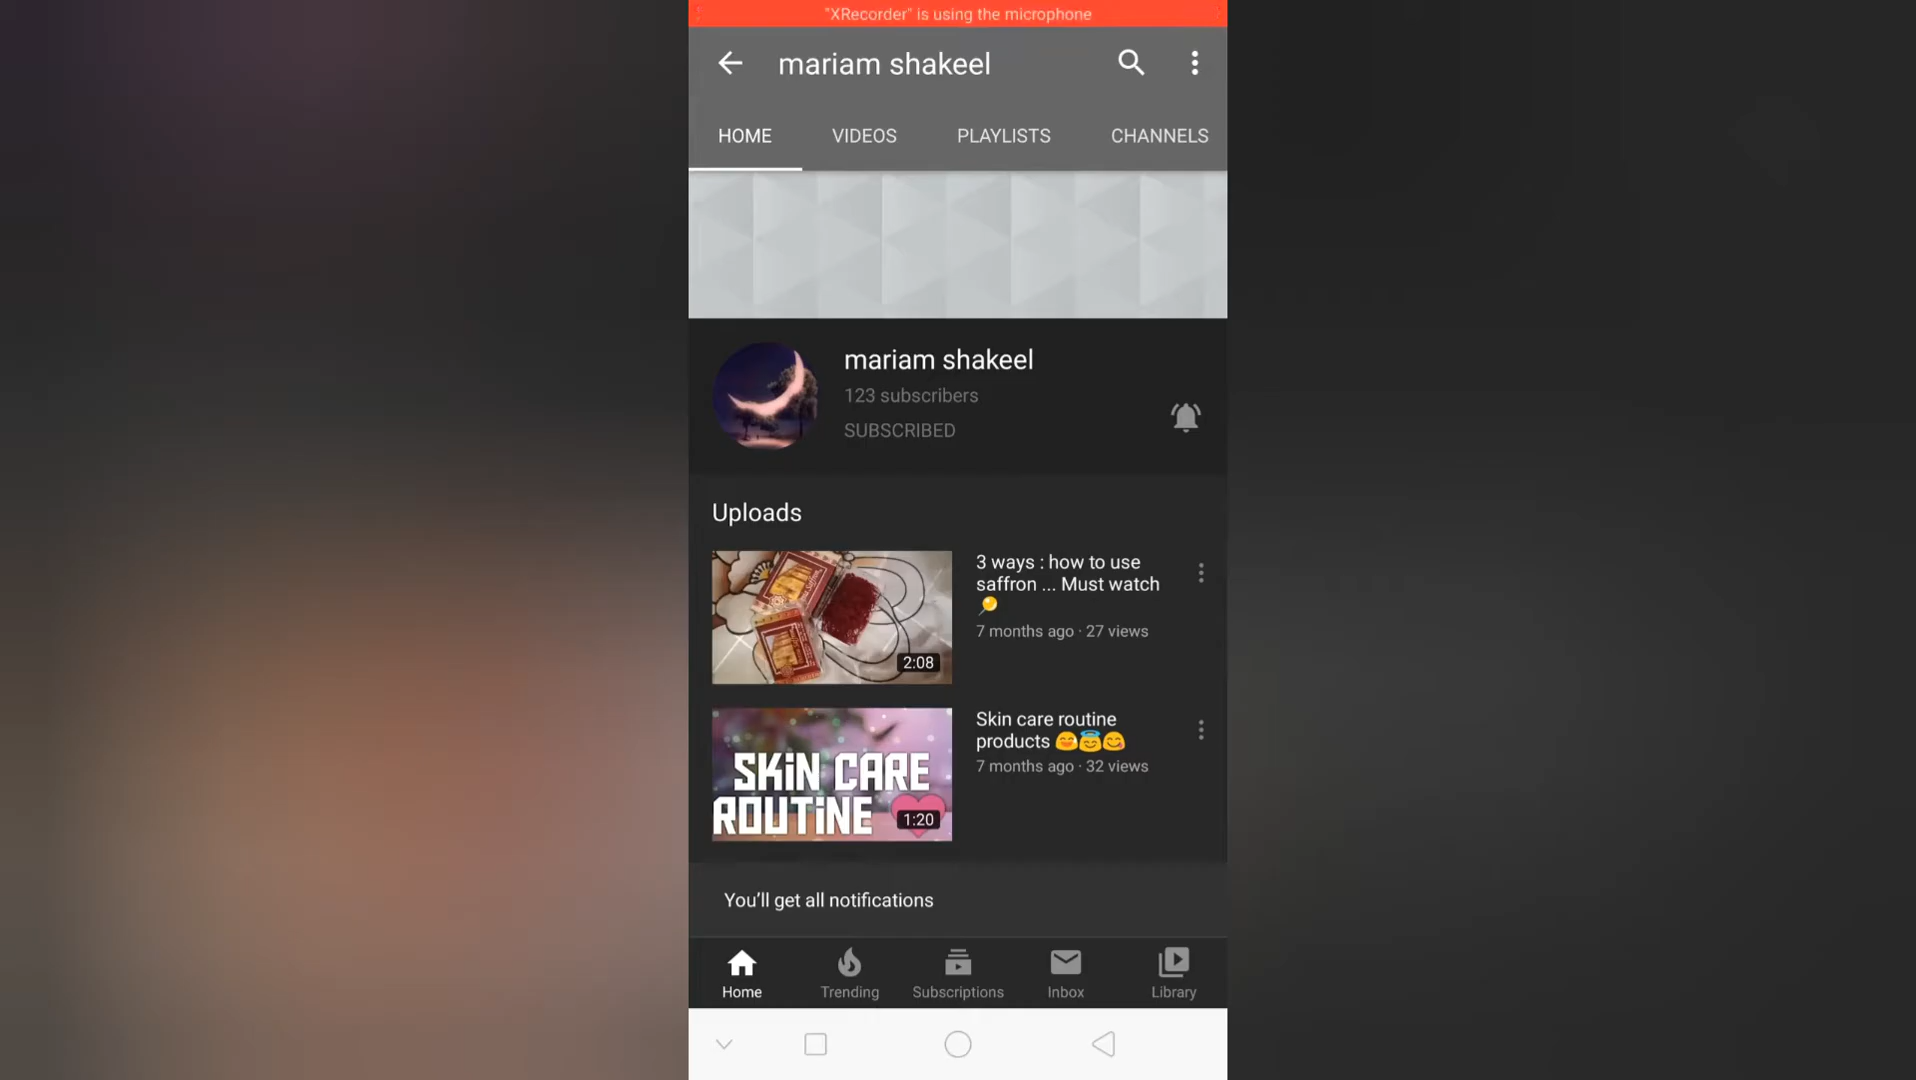 "XRecorder" is using the microphone
mariam shakeel
HOME VIDEOS PLAYLISTS CHANNELS
mariam shakeel
123 subscribers
SUBSCRIBED
Uploads
3 ways : how to use
saffron ... Must watch
7 months ago · 27 views
2:08
Skin care routine
products 😄😇😋
7 months ago · 32 views
SKiN CARE
ROUTiNE
1:20
You'll get all notifications
Home Trending Subscriptions Inbox Library